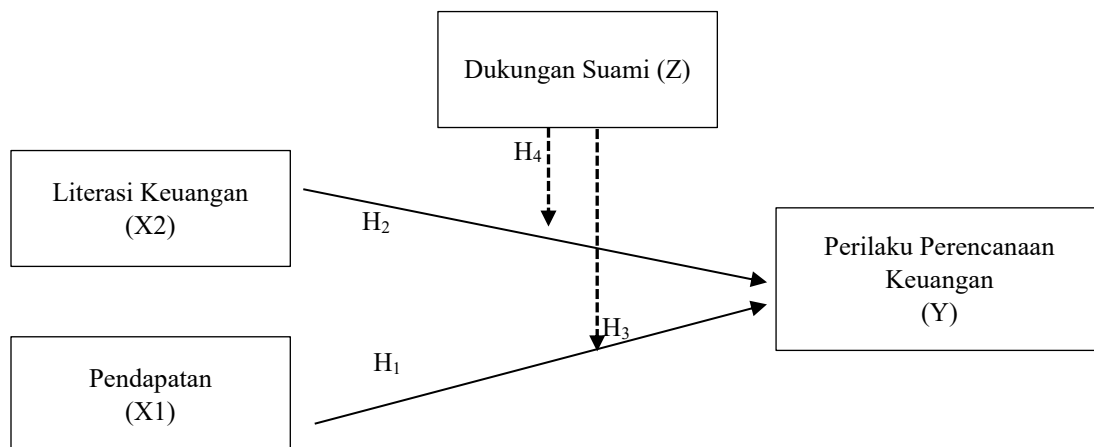 Dukungan Suami (Z)
H₄
Literasi Keuangan
(X2)
H₂
Perilaku Perencanaan
Keuangan
(Y)
H₃
H₁
Pendapatan
(X1)